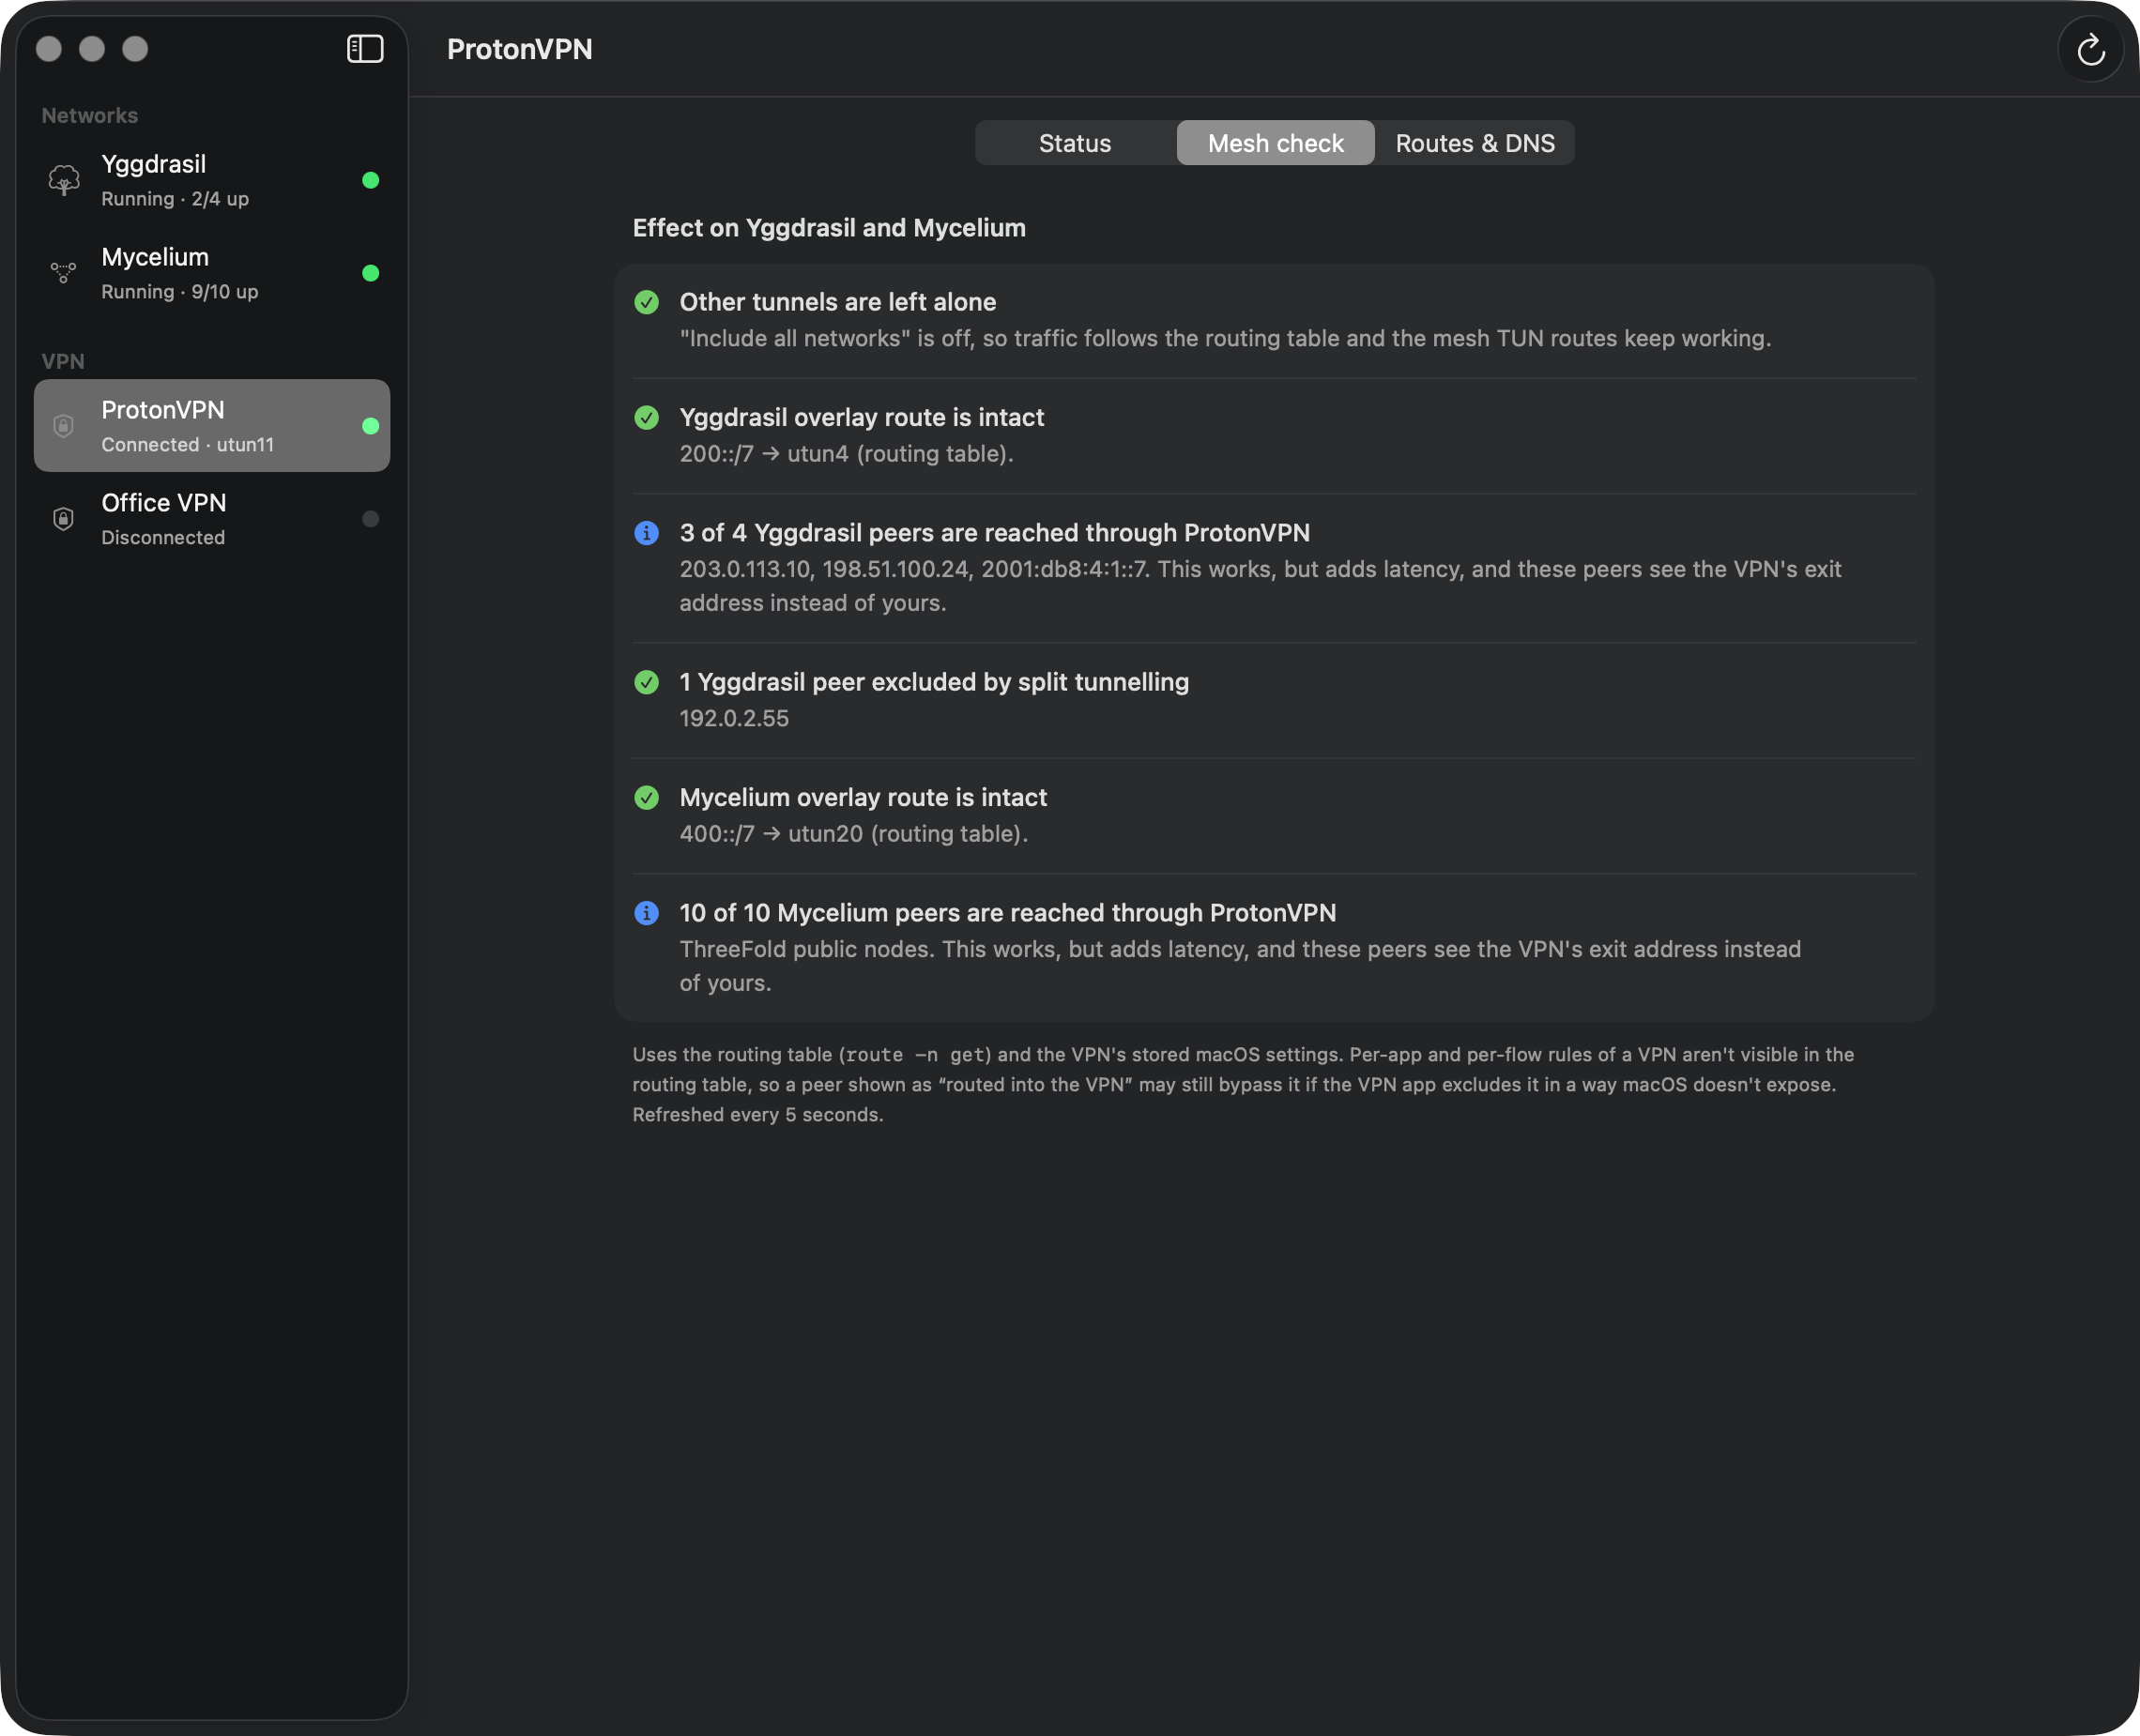 ProtonVPN
Networks
Yggdrasil
Running · 2/4 up
Mycelium
Running · 9/10 up
VPN
ProtonVPN
Connected · utun11
Office VPN
Disconnected
Status
Mesh check
Routes & DNS
Effect on Yggdrasil and Mycelium
Other tunnels are left alone
"Include all networks" is off, so traffic follows the routing table and the mesh TUN routes keep working.
Yggdrasil overlay route is intact
200::/7 → utun4 (routing table).
3 of 4 Yggdrasil peers are reached through ProtonVPN
203.0.113.10, 198.51.100.24, 2001:db8:4:1::7. This works, but adds latency, and these peers see the VPN's exit
address instead of yours.
1 Yggdrasil peer excluded by split tunnelling
192.0.2.55
Mycelium overlay route is intact
400::/7 → utun20 (routing table).
10 of 10 Mycelium peers are reached through ProtonVPN
ThreeFold public nodes. This works, but adds latency, and these peers see the VPN's exit address instead
of yours.
Uses the routing table (route -n get) and the VPN's stored macOS settings. Per-app and per-flow rules of a VPN aren't visible in the
routing table, so a peer shown as “routed into the VPN” may still bypass it if the VPN app excludes it in a way macOS doesn't expose.
Refreshed every 5 seconds.